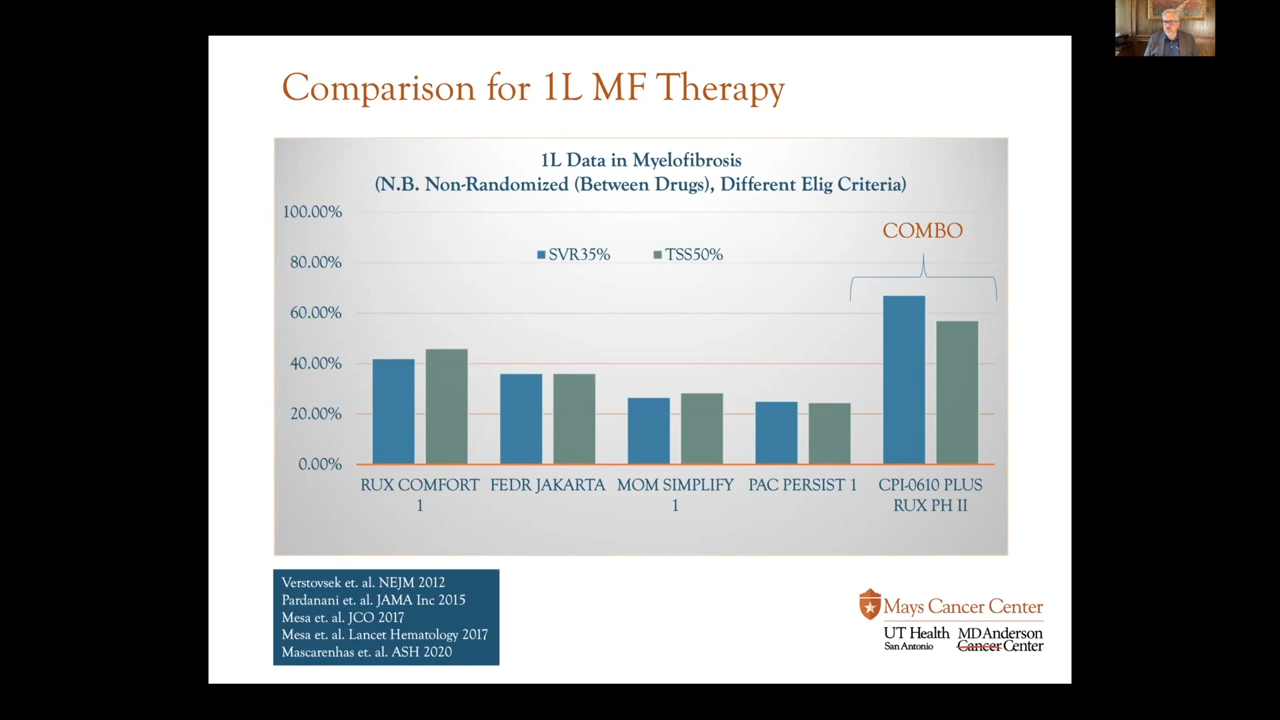 Comparison for 1L MF Therapy
1L Data in Myelofibrosis
(N.B. Non-Randomized (Between Drugs), Different Elig Criteria)
100.00%
80.00%
60.00%
40.00%
20.00%
0.00%
SVR35%
TSS50%
COMBO
RUX COMFORT
1
FEDR JAKARTA
MOM SIMPLIFY
1
PAC PERSIST 1
CPI-0610 PLUS
RUX PH II
Verstovsek et. al. NEJM 2012
Pardanani et. al. JAMA Inc 2015
Mesa et. al. JCO 2017
Mesa et. al. Lancet Hematology 2017
Mascarenhas et. al. ASH 2020
Mays Cancer Center
UT Health
San Antonio
MD Anderson
Cancer Center